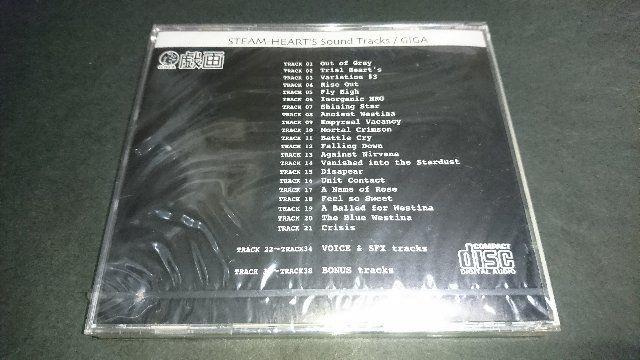 STEAM-HEART'S Sound Tracks / GIGA
戯画
TRACK 01 Out of Gray
TRACK 02 Trial Heart's
TRACK 03 Variation #3
TRACK 04 Rise Out
TRACK 05 Fly High
TRACK 06 Inorganic NRG
TRACK 07 Shining Star
TRACK 08 Ancient Westina
TRACK 09 Empyreal Vacancy
TRACK 10 Mortal Crimson
TRACK 11 Battle Cry
TRACK 12 Falling Down
TRACK 13 Against Nirvana
TRACK 14 Vanished into the Stardust
TRACK 15 Disapear
TRACK 16 Unit Contact
TRACK 17 A Name of Rose
TRACK 18 Feel so Sweet
TRACK 19 A Balled for Westina
TRACK 20 The Blue Westina
TRACK 21 Crisis
TRACK 22~TRACK34 VOICE & SFX tracks
TRACK ~TRACK38 BONUS tracks
COMPACT
disc
DIGITAL AUDIO